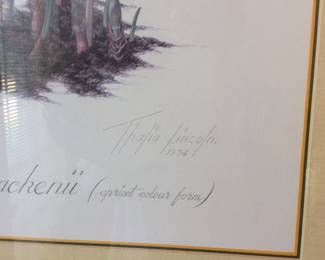 Thalia Lincoln.
1974
ackenii (apricot colour form)